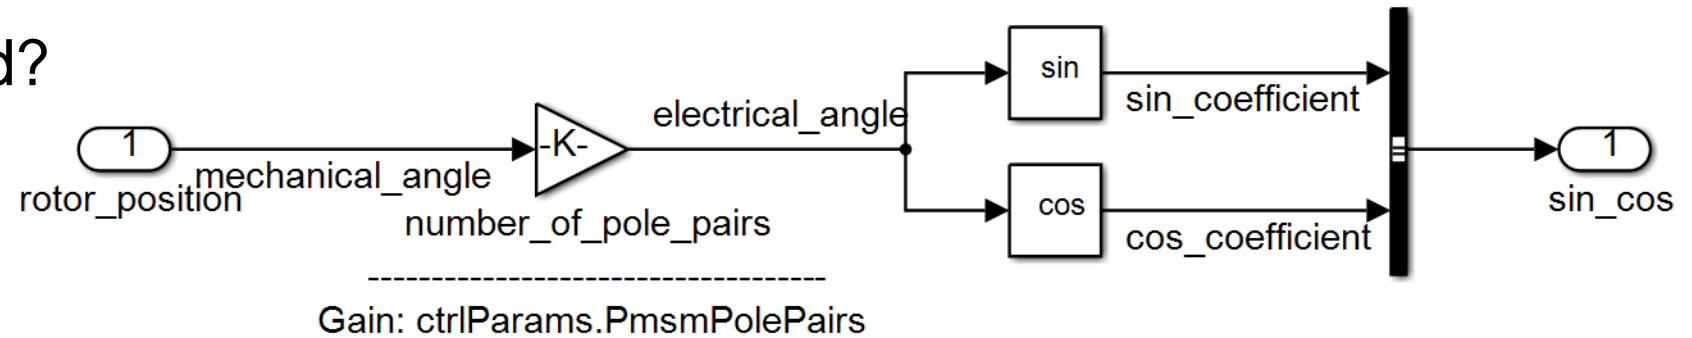 d?
1
rotor_position
mechanical_angle
-K-
number_of_pole_pairs
-----------------------------------
Gain: ctrlParams.PmsmPolePairs
electrical_angle
sin
sin_coefficient
cos
cos_coefficient
1
sin_cos